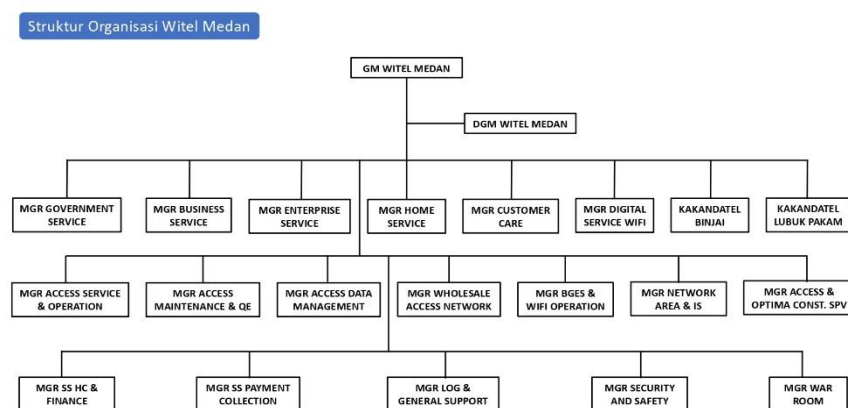 Struktur Organisasi Witel Medan
GM WITEL MEDAN
DGM WITEL MEDAN
MGR GOVERNMENT
SERVICE
MGR BUSINESS
SERVICE
MGR ENTERPRISE
SERVICE
MGR HOME
SERVICE
MGR CUSTOMER
CARE
MGR DIGITAL
SERVICE WIFI
KAKANDATEL
BINJAI
KAKANDATEL
LUBUK PAKAM
MGR ACCESS SERVICE
& OPERATION
MGR ACCESS
MAINTENANCE & QE
MGR ACCESS DATA
MANAGEMENT
MGR WHOLESALE
ACCESS NETWORK
MGR BGES &
WIFI OPERATION
MGR NETWORK
AREA & IS
MGR ACCESS &
OPTIMA CONST. SPV
MGR SS HC &
FINANCE
MGR SS PAYMENT
COLLECTION
MGR LOG &
GENERAL SUPPORT
MGR SECURITY
AND SAFETY
MGR WAR
ROOM